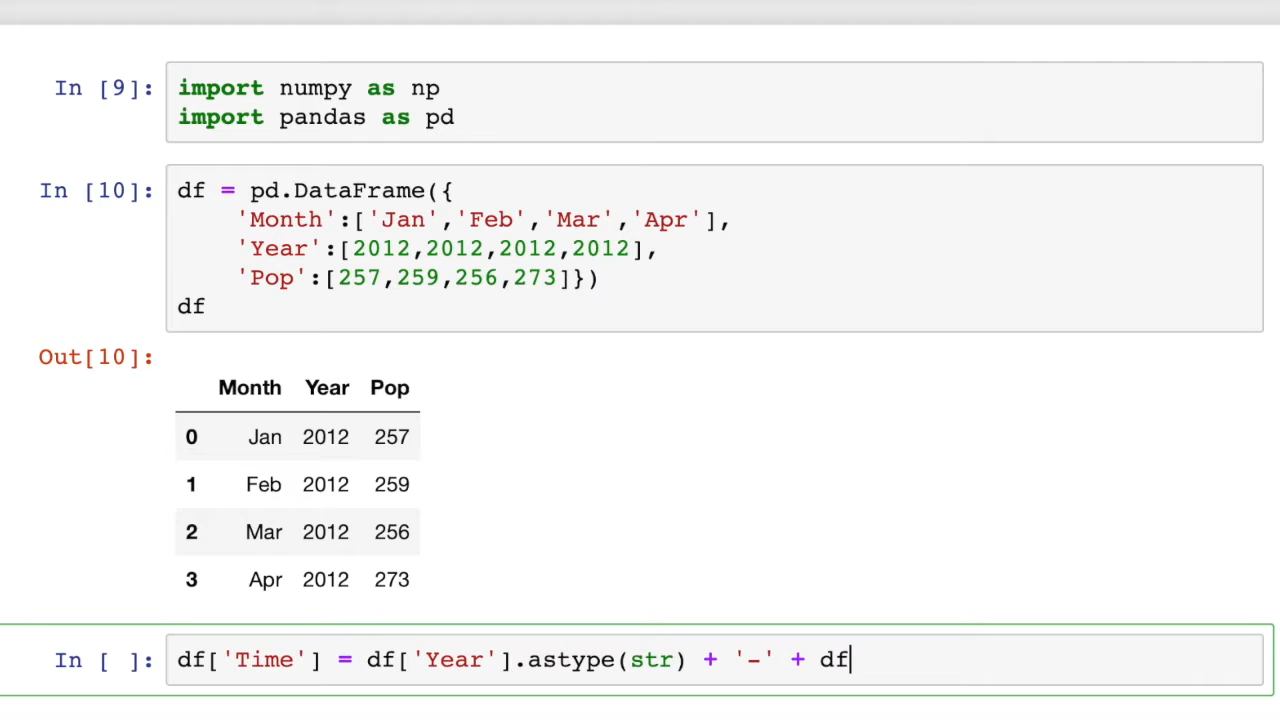 In [9]: import numpy as np
import pandas as pd
In [10]: df = pd.DataFrame({
'Month':['Jan','Feb','Mar','Apr'],
'Year':[2012,2012,2012,2012],
'Pop':[257,259,256,273]})
df
Out[10]:
Month Year Pop
0 Jan 2012 257
1 Feb 2012 259
2 Mar 2012 256
3 Apr 2012 273
In [ ]: df['Time'] = df['Year'].astype(str) + '-' + df